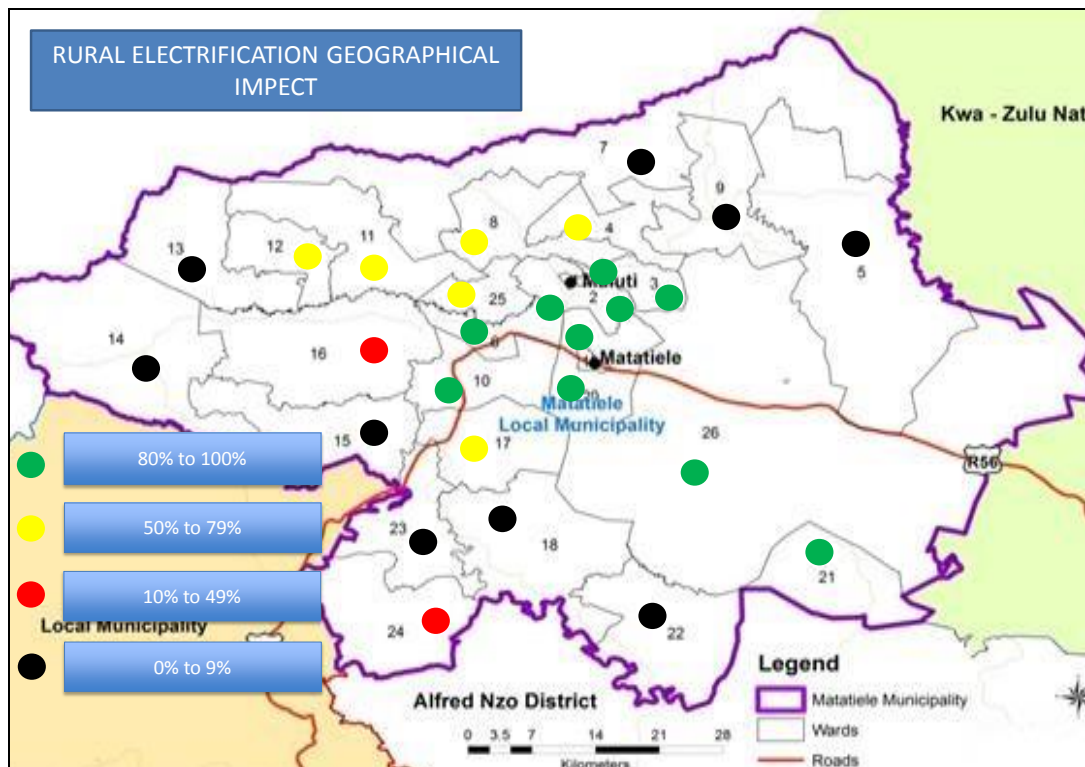 RURAL ELECTRIFICATION GEOGRAPHICAL
IMPECT
Kwa - Zulu Nat
7
9
8
4
5
13
12
11
Maluti
25
2
3
14
16
6
Matatiele
10
20
Matatiele
Local Municipality
26
15
17
R56
80% to 100%
50% to 79%
23
18
21
10% to 49%
Local Municipality
24
22
0% to 9%
Legend
Alfred Nzo District
Matatiele Municipality
Wards
Roads
0 3.5 7 14 21 28
Kilometers